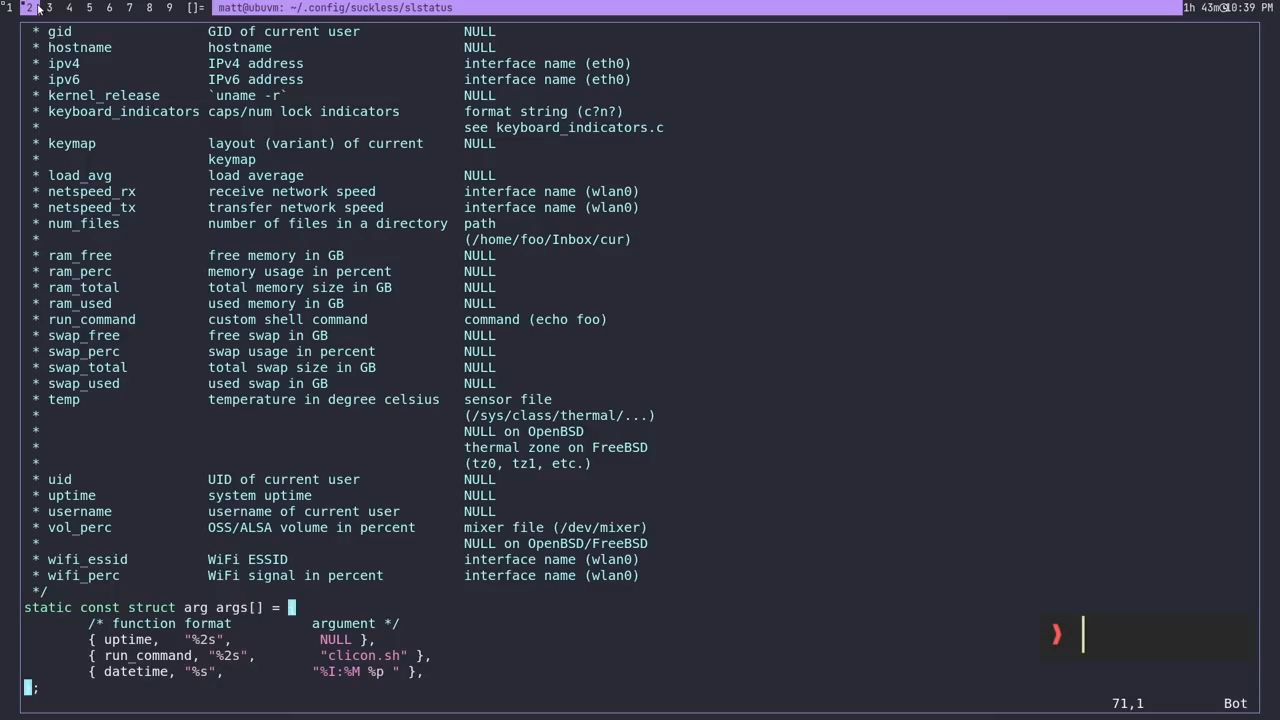 1 2 3 4 5 6 7 8 9 []= matt@ubuvm: ~/.config/suckless/slstatus 1h 43m 10:39 PM
* gid GID of current user NULL
* hostname hostname NULL
* ipv4 IPv4 address interface name (eth0)
* ipv6 IPv6 address interface name (eth0)
* kernel_release `uname -r` NULL
* keyboard_indicators caps/num lock indicators format string (c?n?)
* see keyboard_indicators.c
* keymap layout (variant) of current NULL
* keymap
* load_avg load average NULL
* netspeed_rx receive network speed interface name (wlan0)
* netspeed_tx transfer network speed interface name (wlan0)
* num_files number of files in a directory path
* (/home/foo/Inbox/cur)
* ram_free free memory in GB NULL
* ram_perc memory usage in percent NULL
* ram_total total memory size in GB NULL
* ram_used used memory in GB NULL
* run_command custom shell command command (echo foo)
* swap_free free swap in GB NULL
* swap_perc swap usage in percent NULL
* swap_total total swap size in GB NULL
* swap_used used swap in GB NULL
* temp temperature in degree celsius sensor file
* (/sys/class/thermal/...)
* NULL on OpenBSD
* thermal zone on FreeBSD
* (tz0, tz1, etc.)
* uid UID of current user NULL
* uptime system uptime NULL
* username username of current user NULL
* vol_perc OSS/ALSA volume in percent mixer file (/dev/mixer)
* NULL on OpenBSD/FreeBSD
* wifi_essid WiFi ESSID interface name (wlan0)
* wifi_perc WiFi signal in percent interface name (wlan0)
*/
static const struct arg args[] = {
/* function format argument */
{ uptime, "%2s", NULL },
{ run_command, "%2s", "clicon.sh" },
{ datetime, "%s", "%I:%M %p " },
};
71,1 Bot